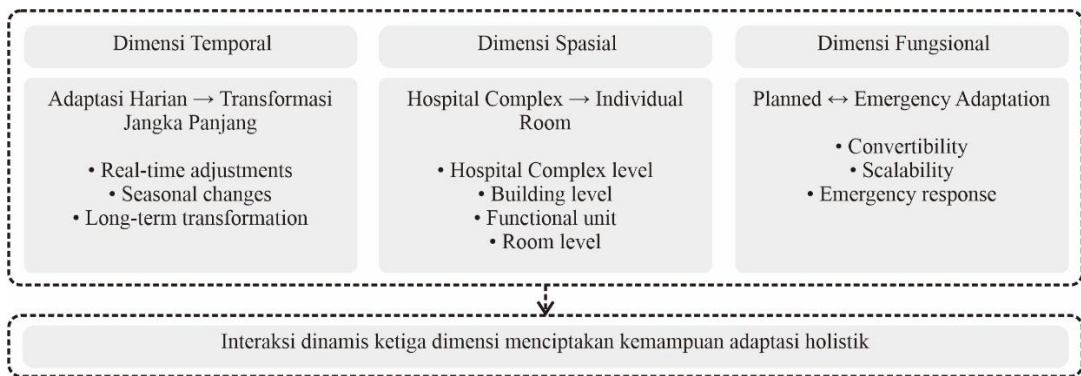 Dimensi Temporal
Adaptasi Harian → Transformasi
Jangka Panjang
• Real-time adjustments
• Seasonal changes
• Long-term transformation
Dimensi Spasial
Hospital Complex → Individual
Room
• Hospital Complex level
• Building level
• Functional unit
• Room level
Dimensi Fungsional
Planned ↔ Emergency Adaptation
• Convertibility
• Scalability
• Emergency response
Interaksi dinamis ketiga dimensi menciptakan kemampuan adaptasi holistik